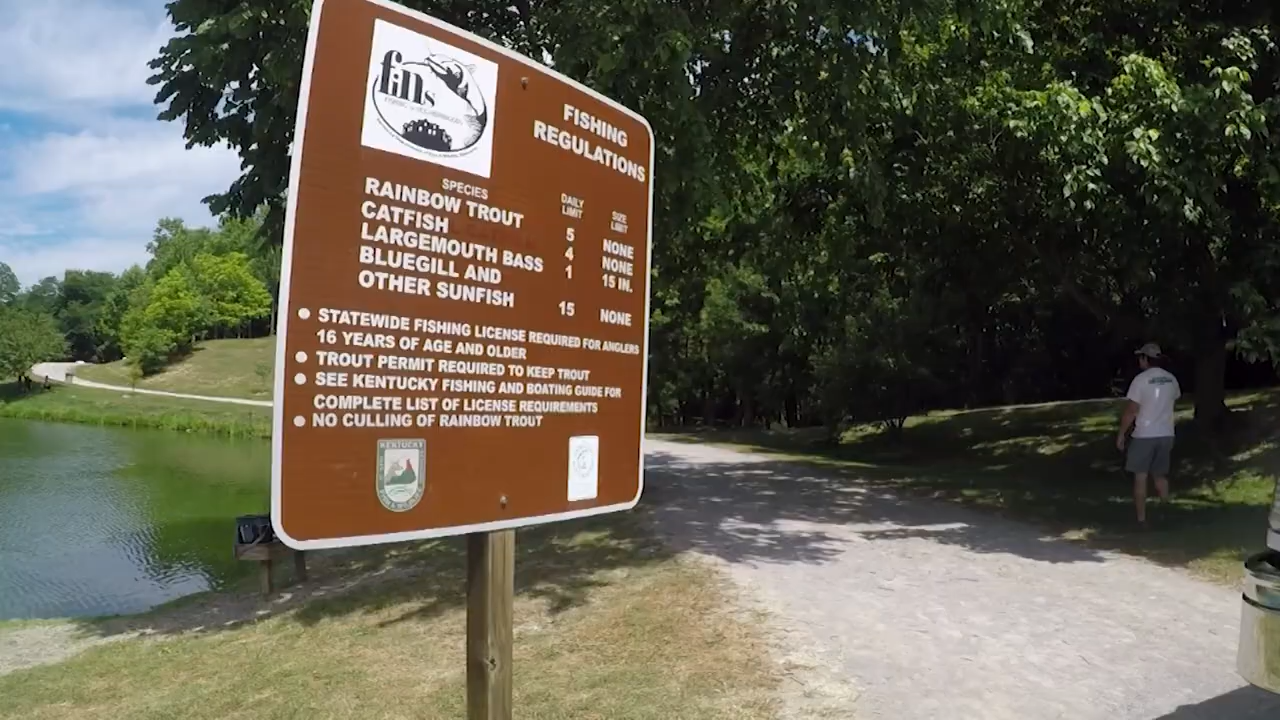 fins
FISHING
REGULATIONS
SPECIES
DAILY
LIMIT
SIZE
LIMIT
RAINBOW TROUT 5 NONE
CATFISH 4 NONE
LARGEMOUTH BASS 1 15 IN.
BLUEGILL AND
OTHER SUNFISH 15 NONE
● STATEWIDE FISHING LICENSE REQUIRED FOR ANGLERS
16 YEARS OF AGE AND OLDER
● TROUT PERMIT REQUIRED TO KEEP TROUT
● SEE KENTUCKY FISHING AND BOATING GUIDE FOR
COMPLETE LIST OF LICENSE REQUIREMENTS
● NO CULLING OF RAINBOW TROUT
KENTUCKY